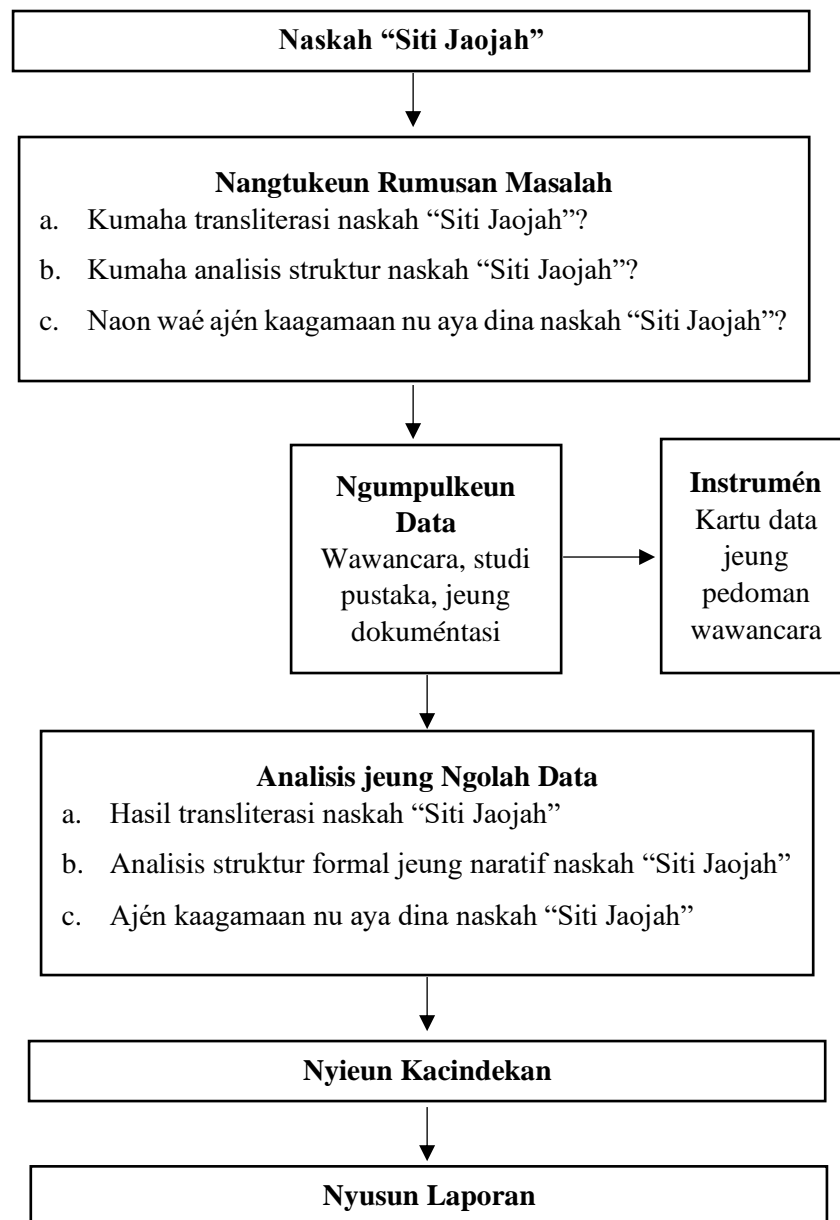 Naskah “Siti Jaojah”
Nangtukeun Rumusan Masalah
a. Kumaha transliterasi naskah “Siti Jaojah”?
b. Kumaha analisis struktur naskah “Siti Jaojah”?
c. Naon waé ajén kaagamaan nu aya dina naskah “Siti Jaojah”?
Ngumpulkeun
Data
Wawancara, studi
pustaka, jeung
dokuméntasi
Instrumén
Kartu data
jeung
pedoman
wawancara
Analisis jeung Ngolah Data
a. Hasil transliterasi naskah “Siti Jaojah”
b. Analisis struktur formal jeung naratif naskah “Siti Jaojah”
c. Ajén kaagamaan nu aya dina naskah “Siti Jaojah”
Nyieun Kacindekan
Nyusun Laporan